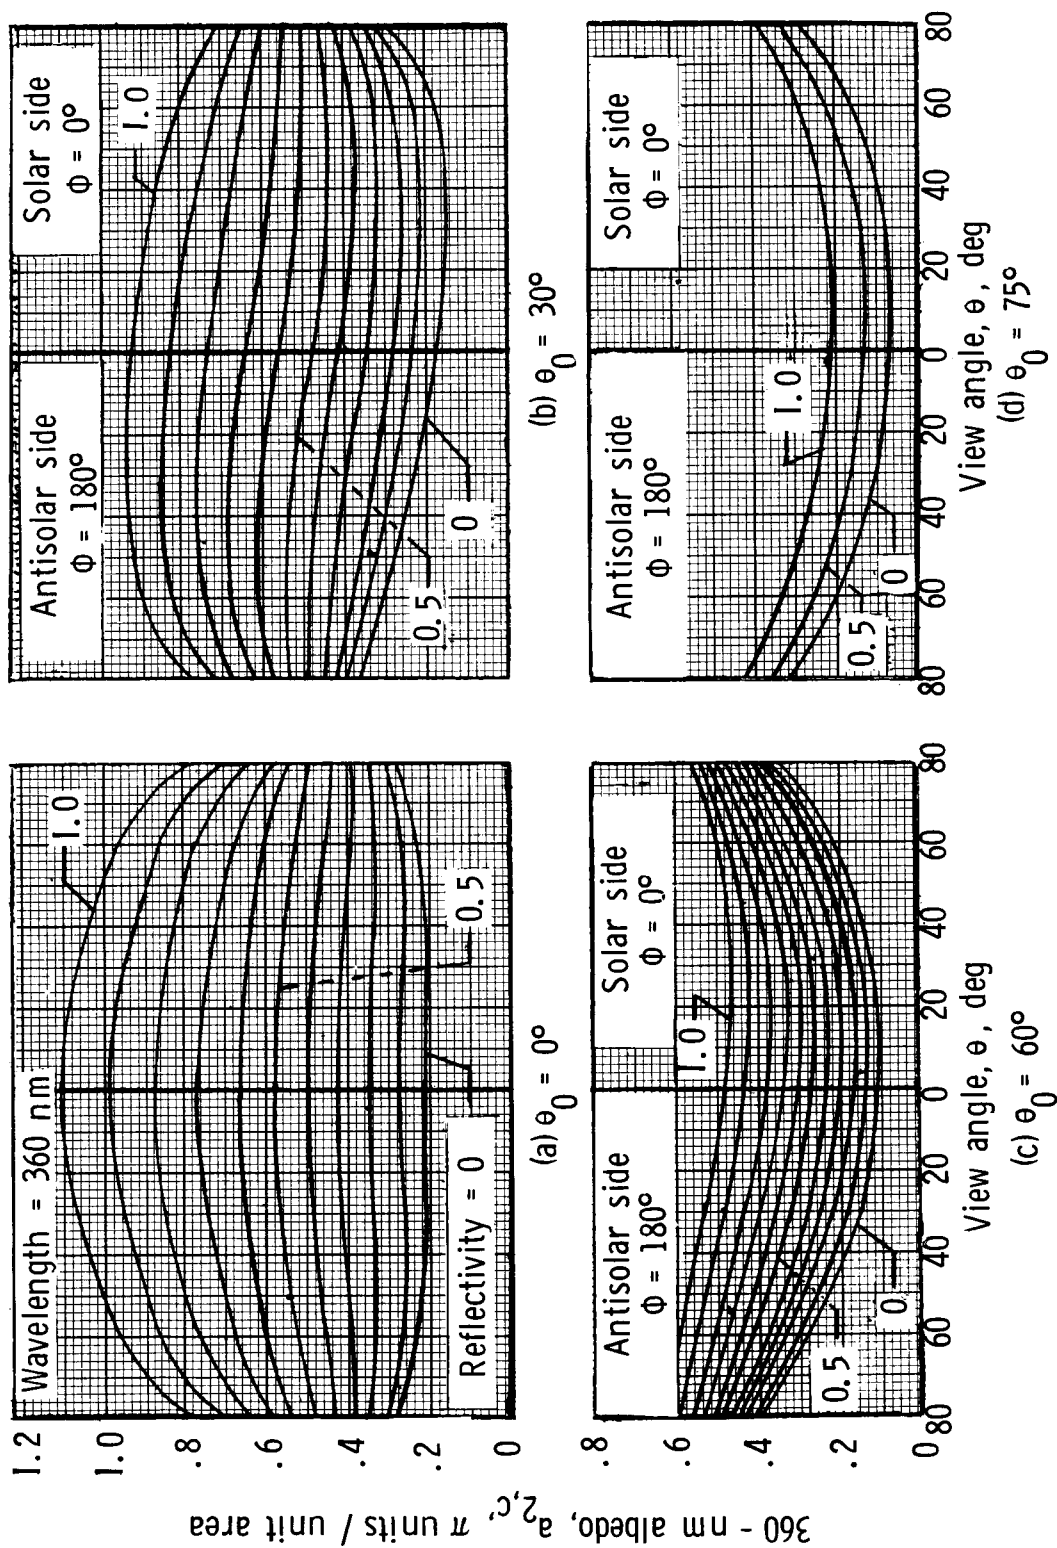 360 - nm albedo, a2,c, π units / unit area
Wavelength = 360 nm
1.2
1.0
.8
.6
.4
.2
0
1.0
0.5
Reflectivity = 0
(a) θ0 = 0°
Antisolar side
Φ = 180°
Solar side
Φ = 0°
1.0
0.5
0
(b) θ0 = 30°
.8
.6
.4
.2
0
Antisolar side
Φ = 180°
Solar side
Φ = 0°
1.0
0.5
0
80 60 40 20 0 20 40 60 80
View angle, θ, deg
(c) θ0 = 60°
Antisolar side
Φ = 180°
Solar side
Φ = 0°
1.0
0.5
0
80 60 40 20 0 20 40 60 80
View angle, θ, deg
(d) θ0 = 75°